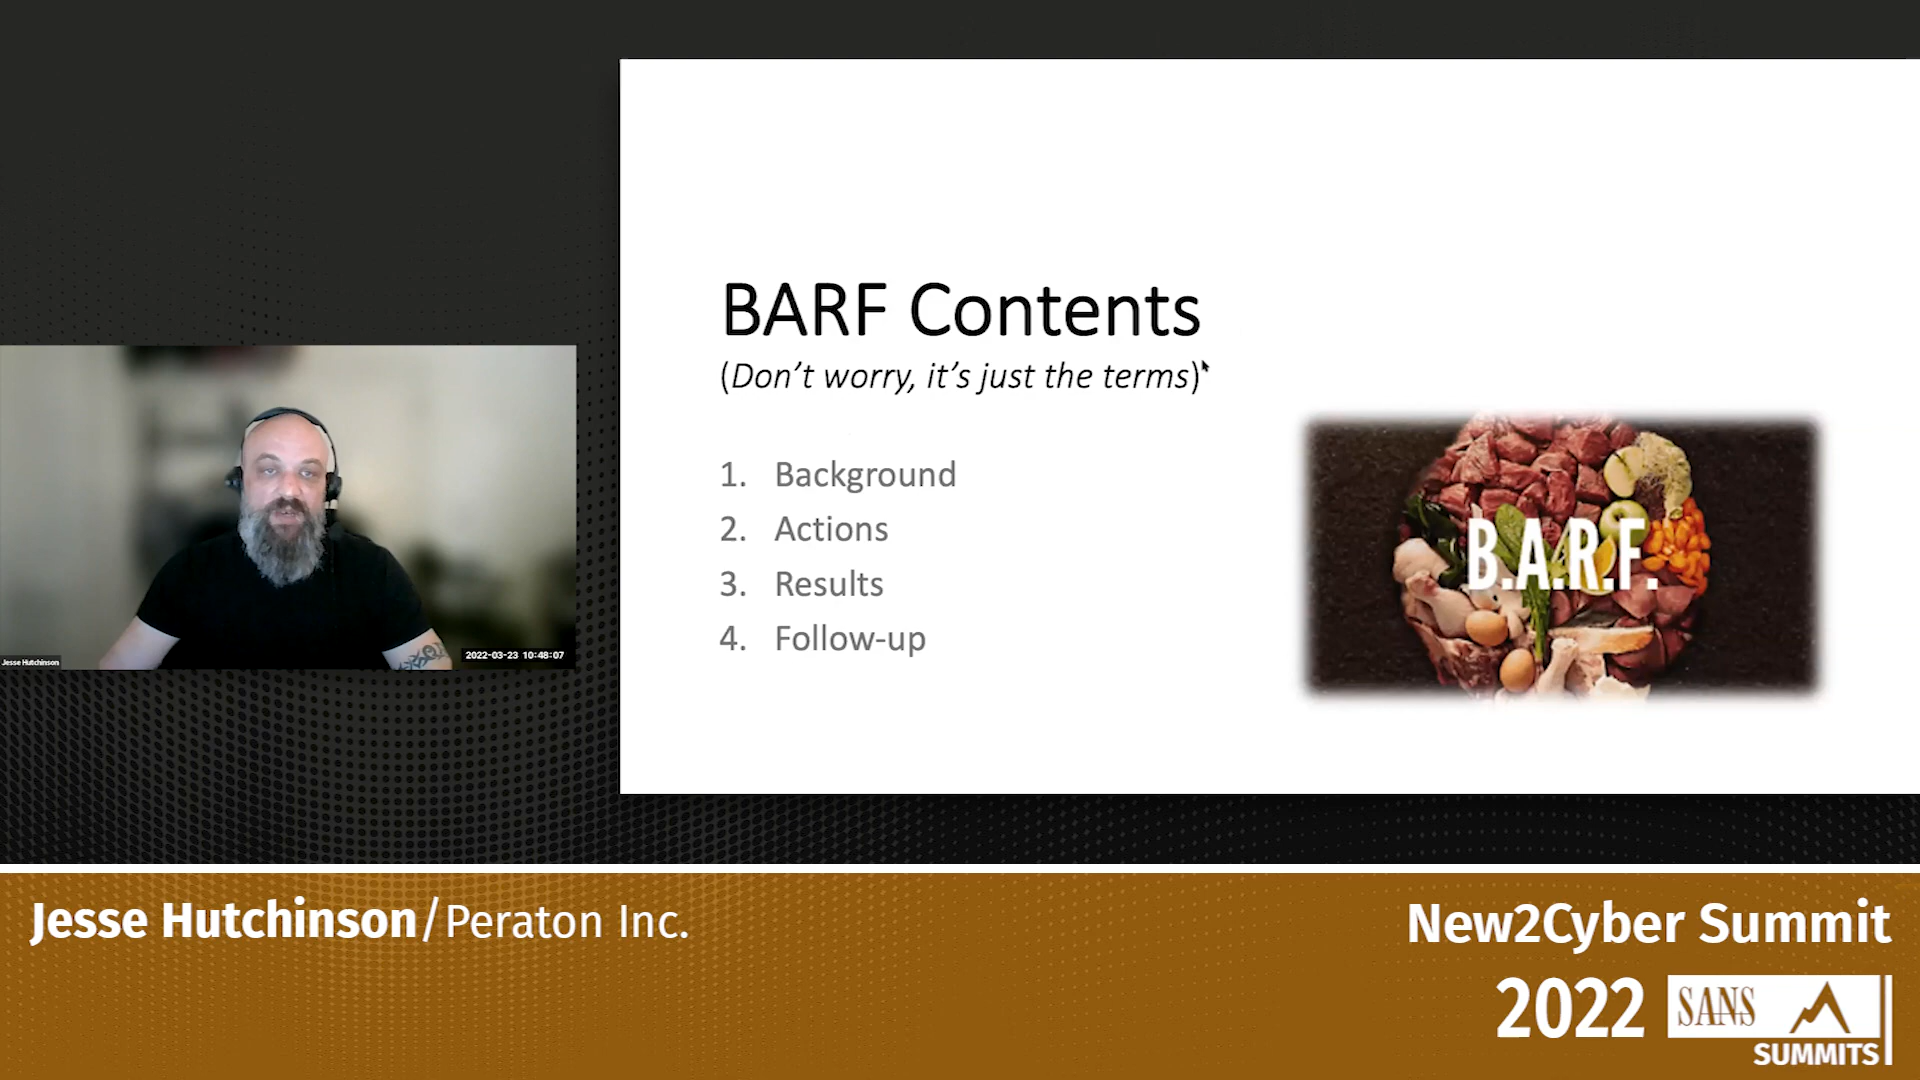 BARF Contents
(Don't worry, it's just the terms)
1. Background
2. Actions
3. Results
4. Follow-up
B.A.R.F.
Jesse Hutchinson
2022-03-23 10:48:07
Jesse Hutchinson/Peraton Inc.
New2Cyber Summit
2022
SANS
SUMMITS